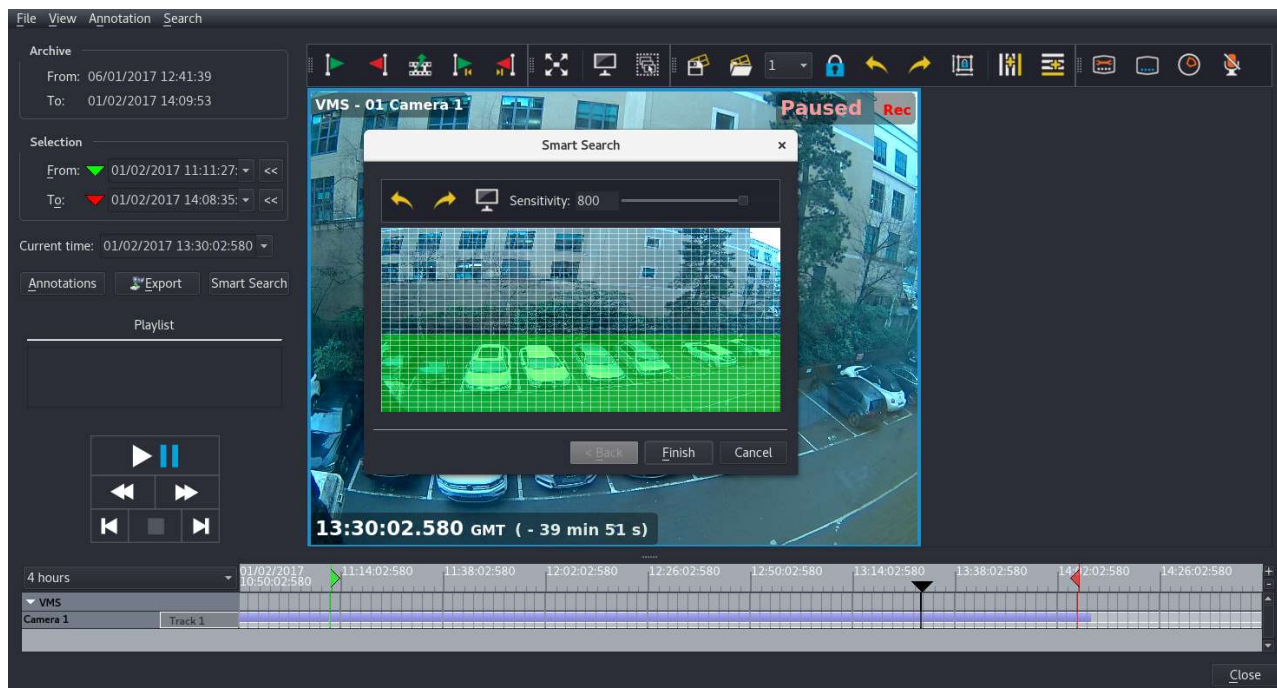 File View Annotation Search
Archive
From: 06/01/2017 12:41:39
To: 01/02/2017 14:09:53
Selection
From: 01/02/2017 11:11:27: <<
To: 01/02/2017 14:08:35: <<
Current time: 01/02/2017 13:30:02:580
Annotations Export Smart Search
Playlist
1
VMS - 01 Camera 1
Paused Rec
Smart Search ×
Sensitivity: 800
< Back Finish Cancel
13:30:02.580 GMT ( - 39 min 51 s)
4 hours
01/02/2017
10:50:02:580 11:14:02:580 11:38:02:580 12:02:02:580 12:26:02:580 12:50:02:580 13:14:02:580 13:38:02:580 14:02:02:580 14:26:02:580
VMS
Camera 1 Track 1
Close